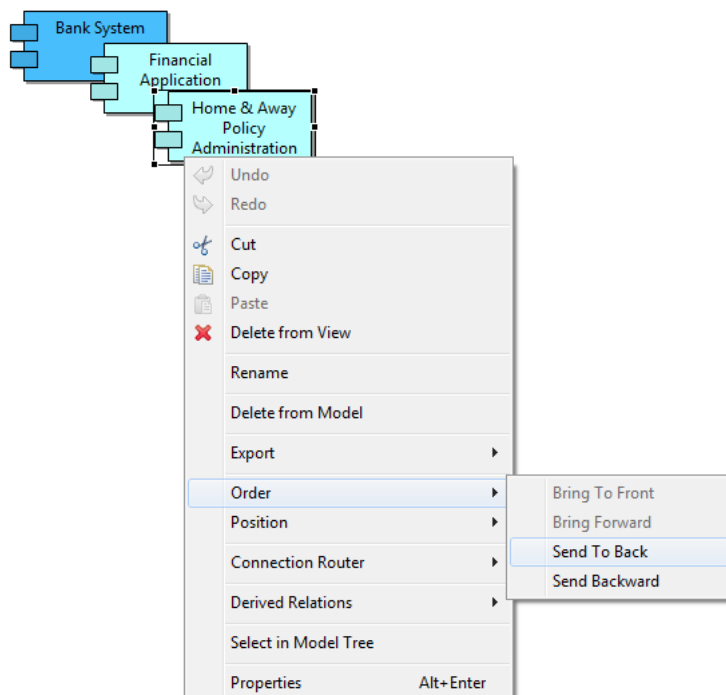 Bank System
Financial
Application
Home & Away
Policy
Administration
Undo
Redo
Cut
Copy
Paste
Delete from View
Rename
Delete from Model
Export
Order
Bring To Front
Position
Bring Forward
Send To Back
Connection Router
Send Backward
Derived Relations
Select in Model Tree
Properties Alt+Enter